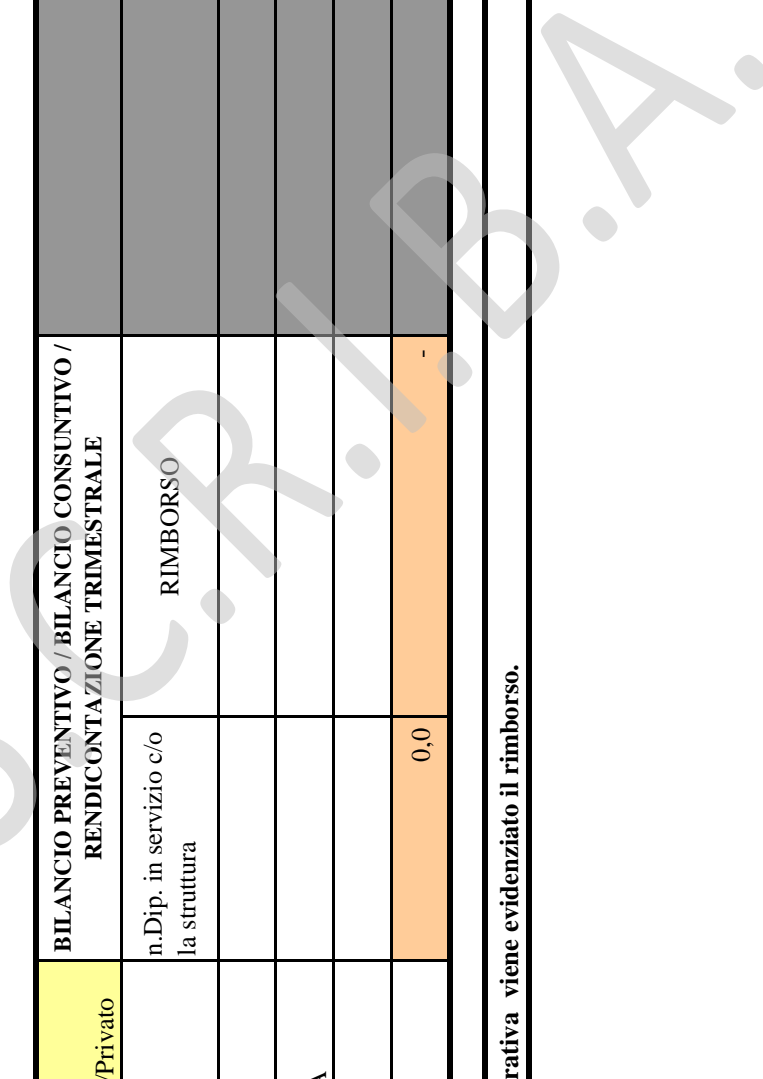 /Privato
BILANCIO PREVENTIVO / BILANCIO CONSUNTIVO /
RENDICONTAZIONE TRIMESTRALE
n.Dip. in servizio c/o
la struttura
RIMBORSO
A
0,0
-
rativa viene evidenziato il rimborso.
.C.R.I.B.A.